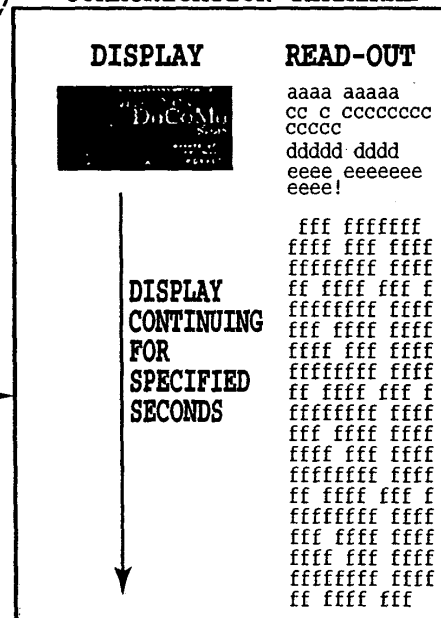 DISPLAY
READ-OUT
DoCoMo
News
aaaa aaaaa
cc c cccccccc
ccccc
ddddd dddd
eeee eeeeeee
eeee!
fff fffffff
ffff fff ffff
ffffffff ffff
ff ffff fff f
ffffffff ffff
fff ffff ffff
ffff fff ffff
ffffffff ffff
ff ffff fff f
ffffffff ffff
fff ffff ffff
ffff fff ffff
ffffffff ffff
ff ffff fff f
ffffffff ffff
fff ffff ffff
ffff fff ffff
ffffffff ffff
ff ffff fff
DISPLAY
CONTINUING
FOR
SPECIFIED
SECONDS